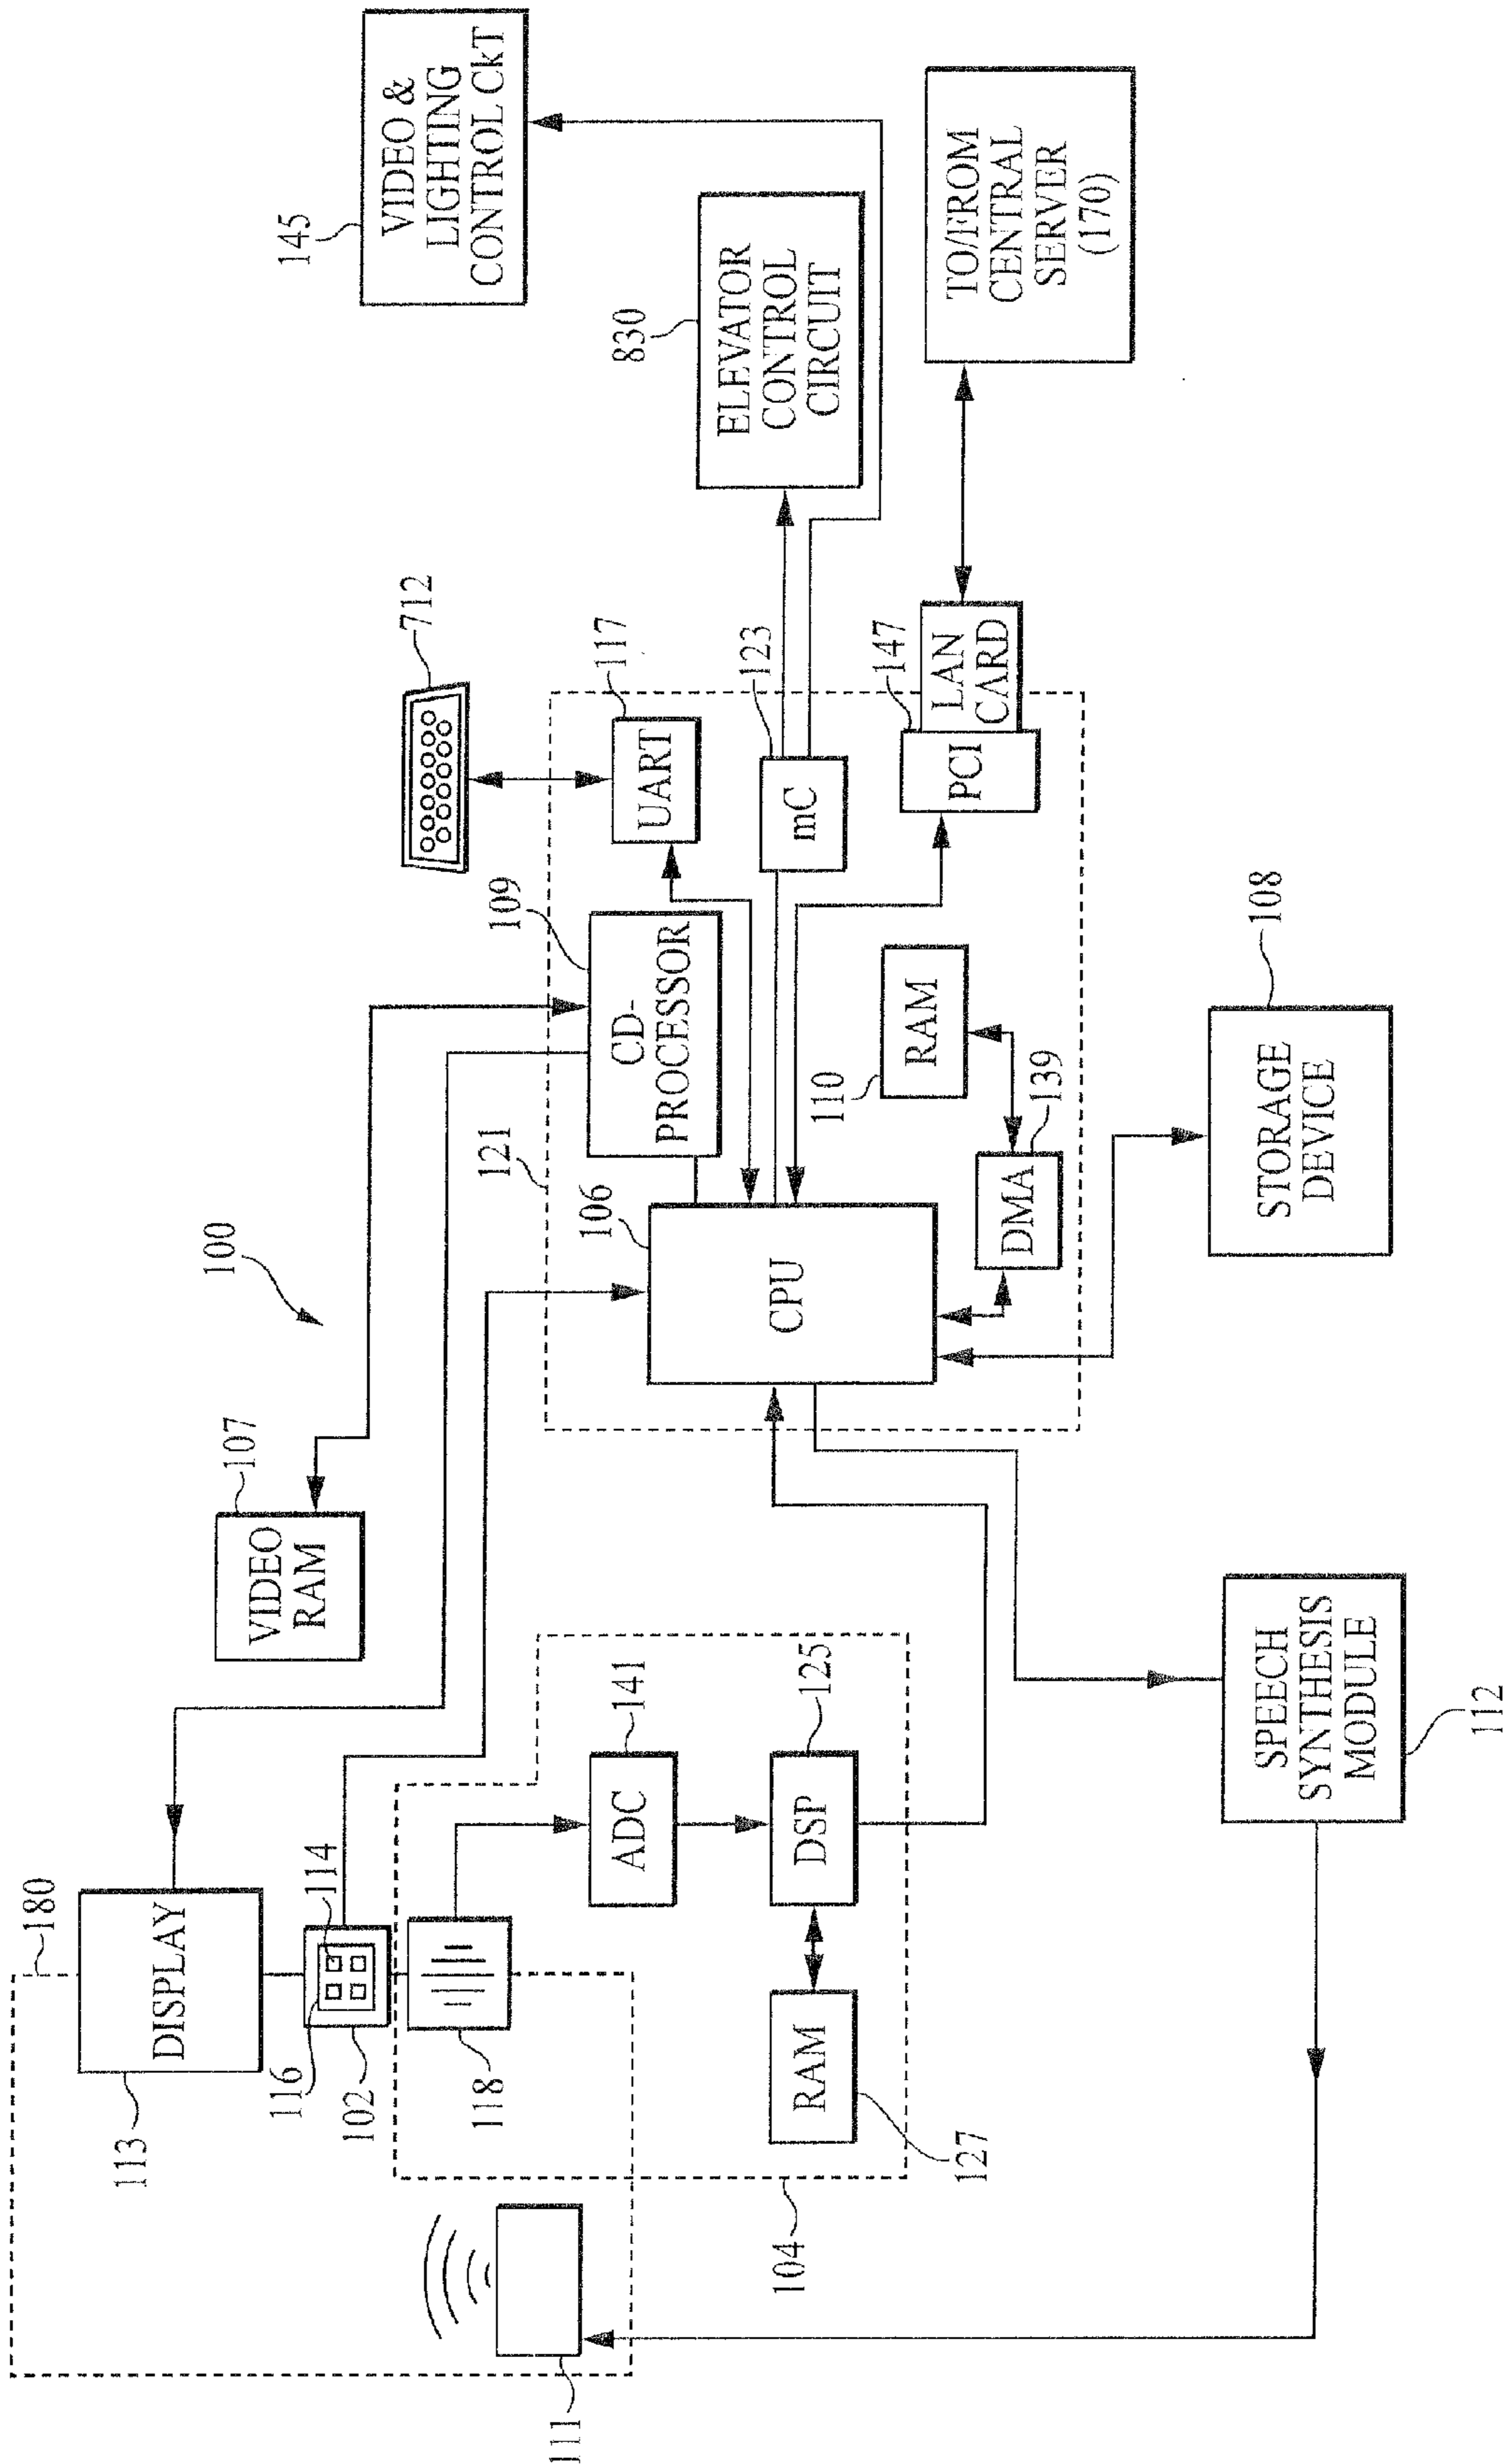 100
180
DISPLAY
113
114
116
102
118
111
104
VIDEO
RAM
107
ADC
141
DSP
125
RAM
127
SPEECH
SYNTHESIS
MODULE
112
121
106
CPU
CD-
PROCESSOR
109
UART
117
712
mC
123
PCI
LAN
CARD
147
RAM
110
DMA
139
STORAGE
DEVICE
108
VIDEO &
LIGHTING
CONTROL CkT
145
ELEVATOR
CONTROL
CIRCUIT
830
TO/FROM
CENTRAL
SERVER
(170)